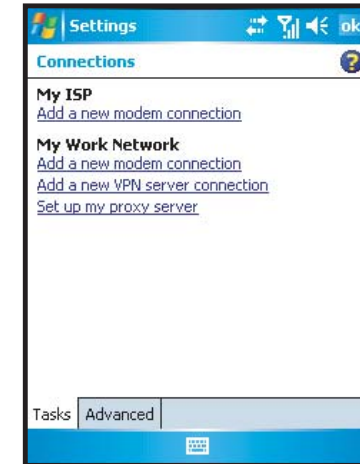 Settings
ok
Connections
?
My ISP
Add a new modem connection
My Work Network
Add a new modem connection
Add a new VPN server connection
Set up my proxy server
Tasks
Advanced